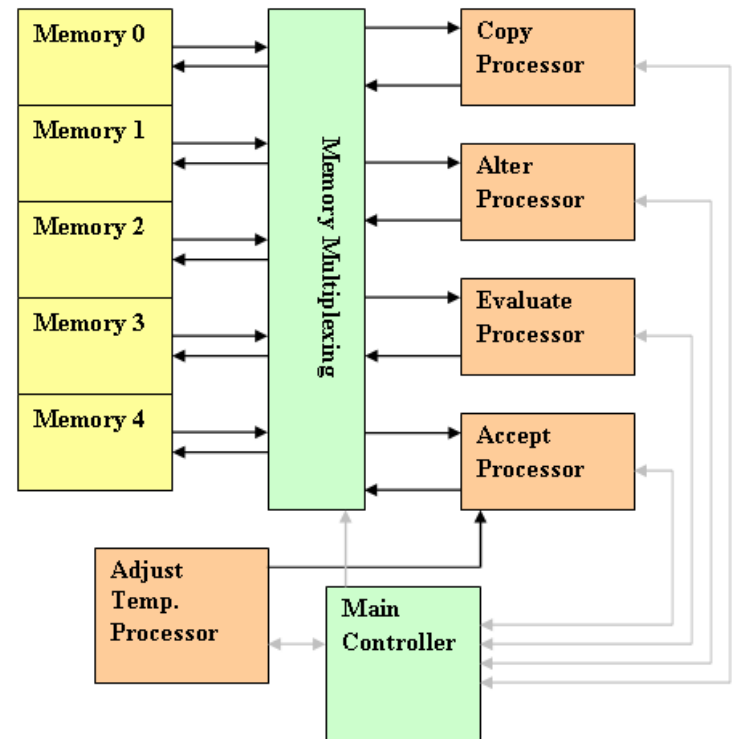 Memory 0
Memory 1
Memory 2
Memory 3
Memory 4
Memory Multiplexing
Copy
Processor
Alter
Processor
Evaluate
Processor
Accept
Processor
Adjust
Temp.
Processor
Main
Controller